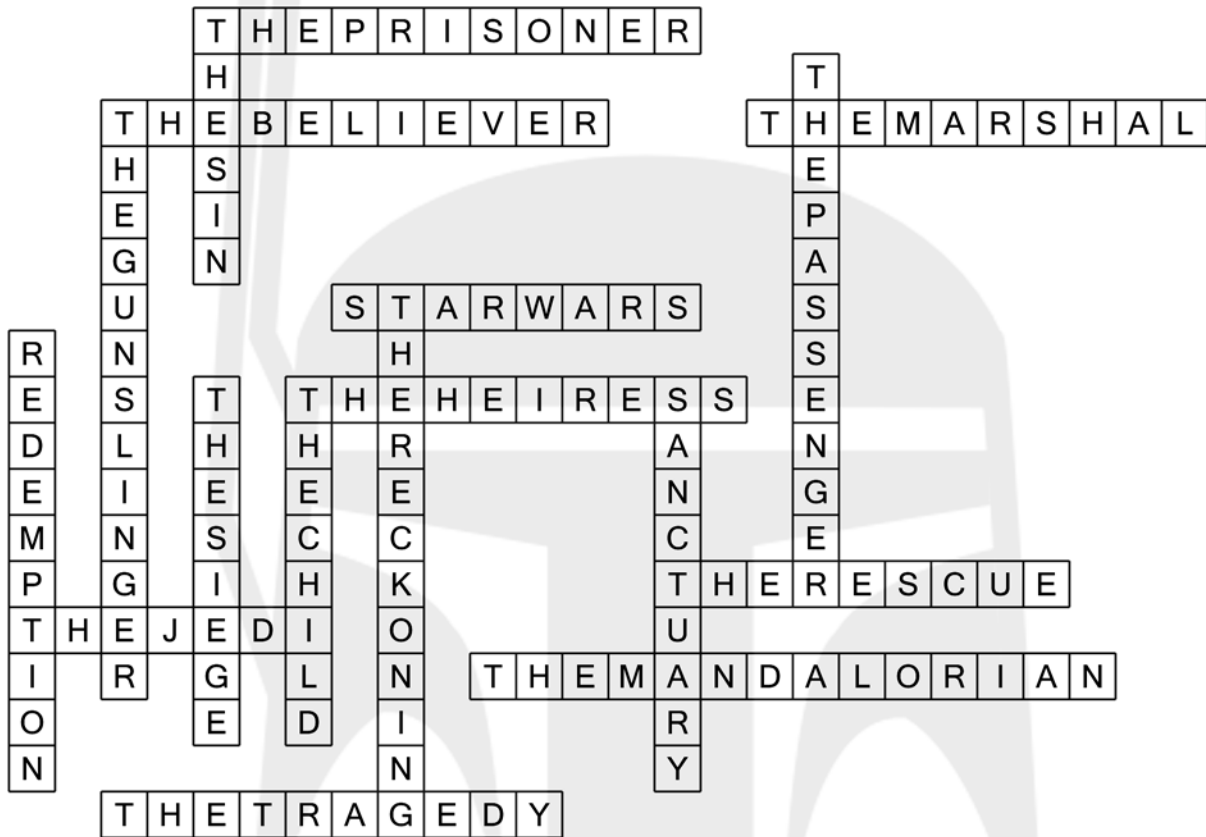 THEPRISONER
THESIN
THEBELIEVER
THEGUNSLINGER
THEMARSHAL
THEPASSENGER
STARWARS
THERECKONING
REDEMPTION
THESIEGE
THEHEIRESS
THECHILD
SANCTUARY
THERESCUE
THEJEDI
THEMANDALORIAN
THETRAGEDY